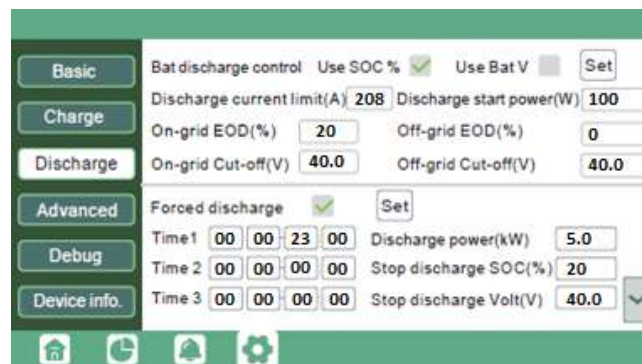 Basic
Charge
Discharge
Advanced
Debug
Device info.
Bat discharge control Use SOC % Use Bat V Set
Discharge current limit(A) 208 Discharge start power(W) 100
On-grid EOD(%) 20 Off-grid EOD(%) 0
On-grid Cut-off(V) 40.0 Off-grid Cut-off(V) 40.0
Forced discharge Set
Time1 00 00 23 00 Discharge power(kW) 5.0
Time 2 00 00 00 00 Stop discharge SOC(%) 20
Time 3 00 00 00 00 Stop discharge Volt(V) 40.0